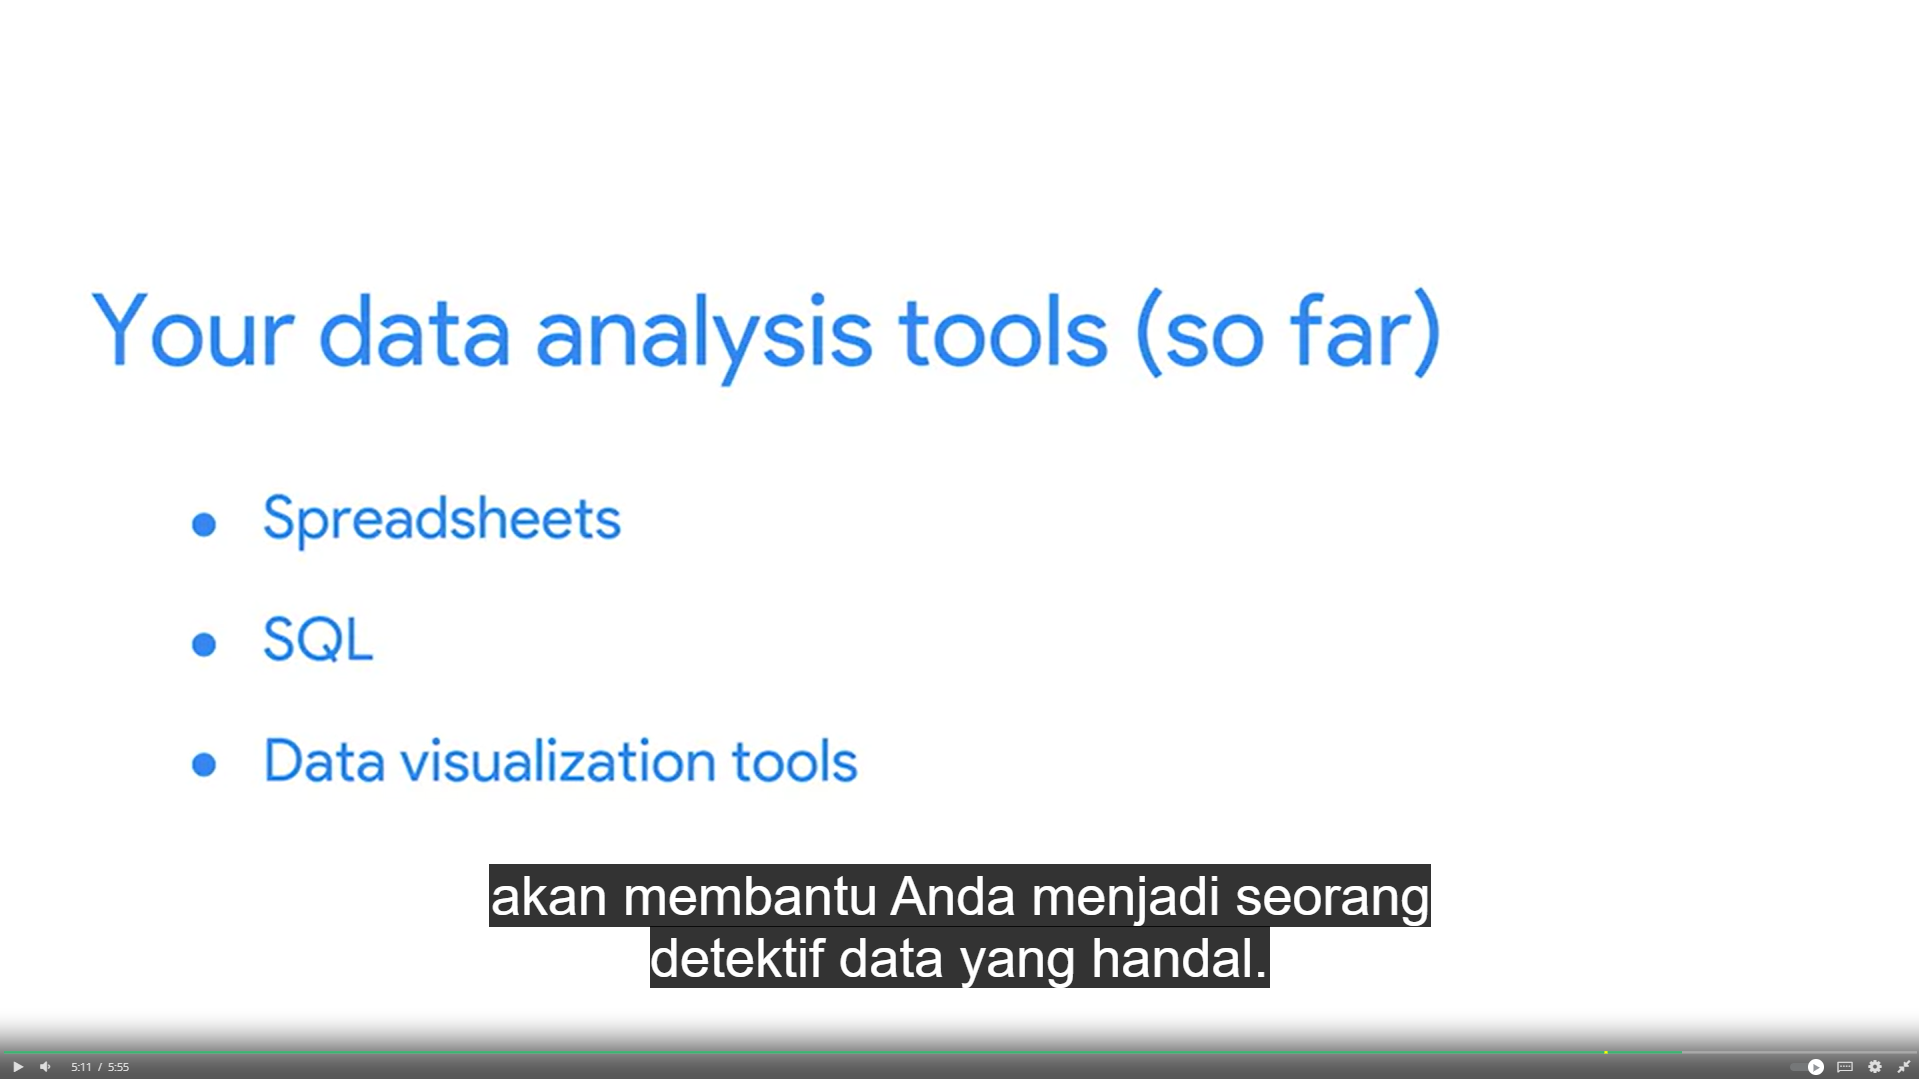 Your data analysis tools (so far)
● Spreadsheets
● SQL
● Data visualization tools
akan membantu Anda menjadi seorang
detektif data yang handal.
5:11 / 5:55